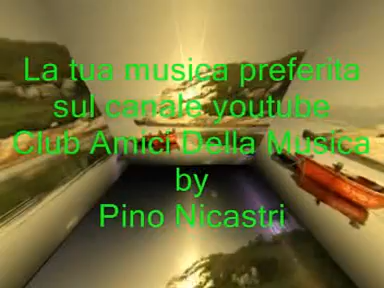 La tua musica preferita
sul canale youtube
Club Amici Della Musica
by
Pino Nicastri